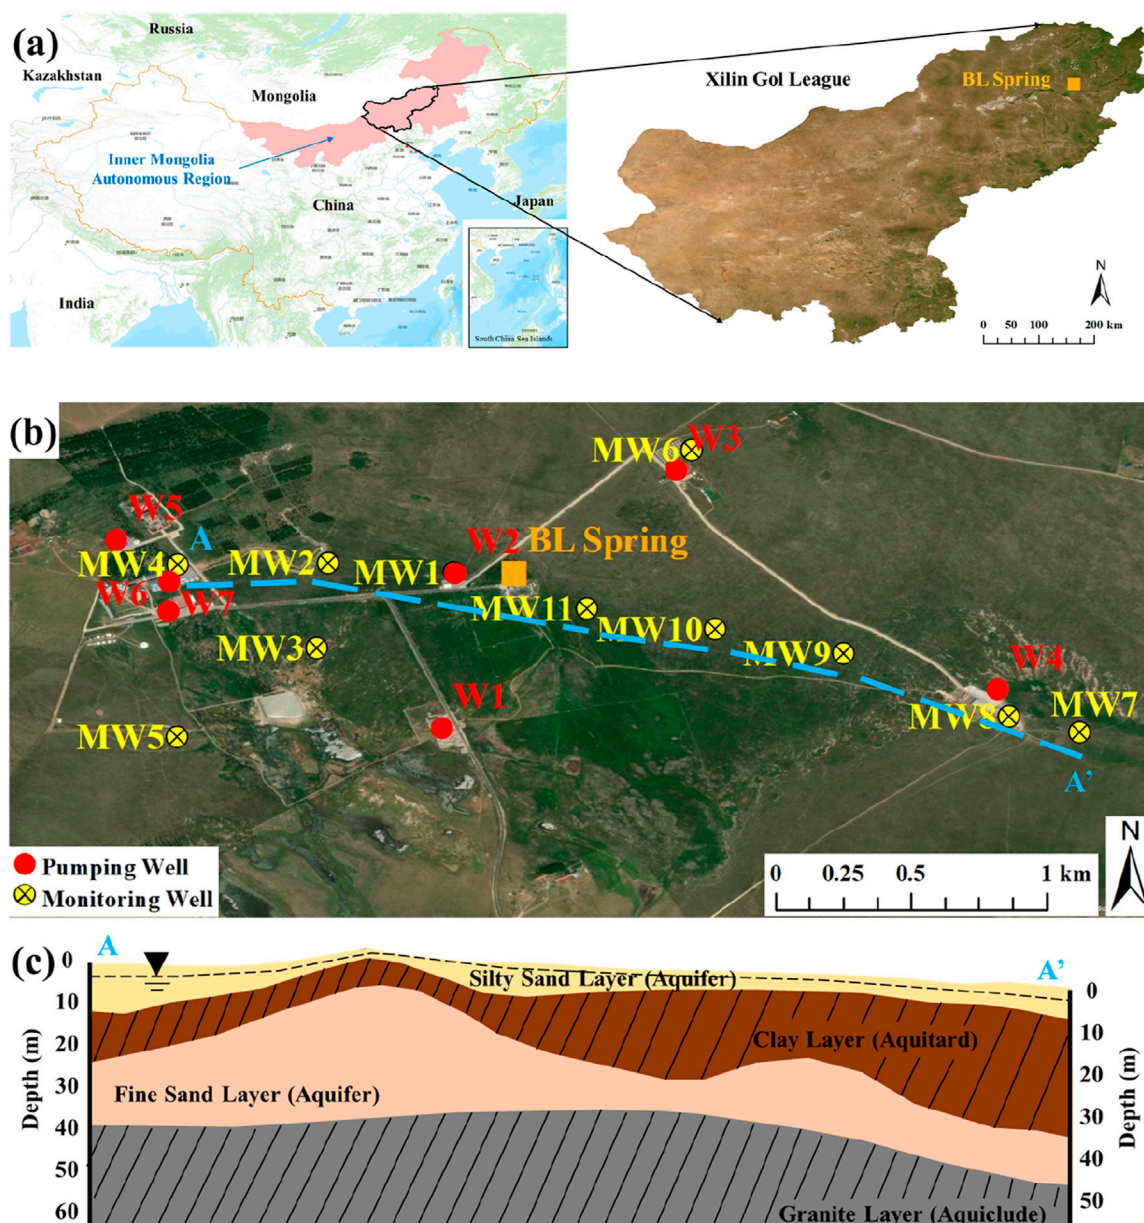 (a)
Russia
Kazakhstan
Mongolia
Inner Mongolia
Autonomous Region
China
Japan
India
South China Sea Islands
Xilin Gol League
BL Spring
N
0 50 100 200 km
(b)
MW6 W3
W5
A
MW4
MW2
MW1
W2
BL Spring
W6
W7
MW11
MW10
MW3
MW9
W4
W1
MW8
MW7
MW5
A’
Pumping Well
Monitoring Well
0 0.25 0.5 1 km
N
(c)
A
A’
Depth (m)
0
10
20
30
40
50
60
Silty Sand Layer (Aquifer)
Clay Layer (Aquitard)
Fine Sand Layer (Aquifer)
Granite Layer (Aquiclude)
0
10
20
30
40
50
Depth (m)